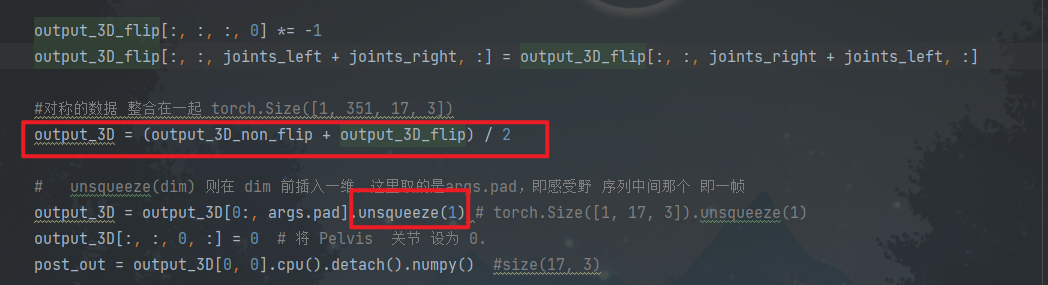 output_3D_flip[:, :, :, 0] *= -1
output_3D_flip[:, :, joints_left + joints_right, :] = output_3D_flip[:, :, joints_right + joints_left, :]
#对称的数据 整合在一起 torch.Size([1, 351, 17, 3])
output_3D = (output_3D_non_flip + output_3D_flip) / 2
#   unsqueeze(dim) 则在 dim 前插入一维  这里取的是args.pad，即感受野 序列中间那个 即一帧
output_3D = output_3D[0:, args.pad].unsqueeze(1) # torch.Size([1, 17, 3]).unsqueeze(1)
output_3D[:, :, 0, :] = 0  # 将 Pelvis  关节 设为 0.
post_out = output_3D[0, 0].cpu().detach().numpy()  #size(17, 3)